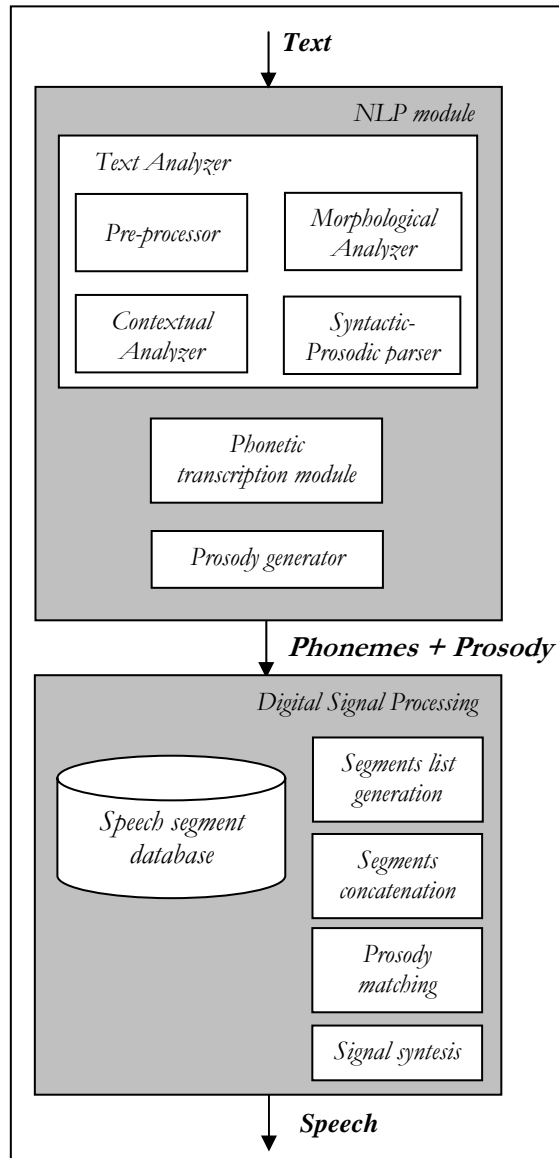 Text
NLP module
Text Analyzer
Pre-processor
Morphological
Analyzer
Contextual
Analyzer
Syntactic-
Prosodic parser
Phonetic
transcription module
Prosody generator
Phonemes + Prosody
Digital Signal Processing
Speech segment
database
Segments list
generation
Segments
concatenation
Prosody
matching
Signal syntesis
Speech